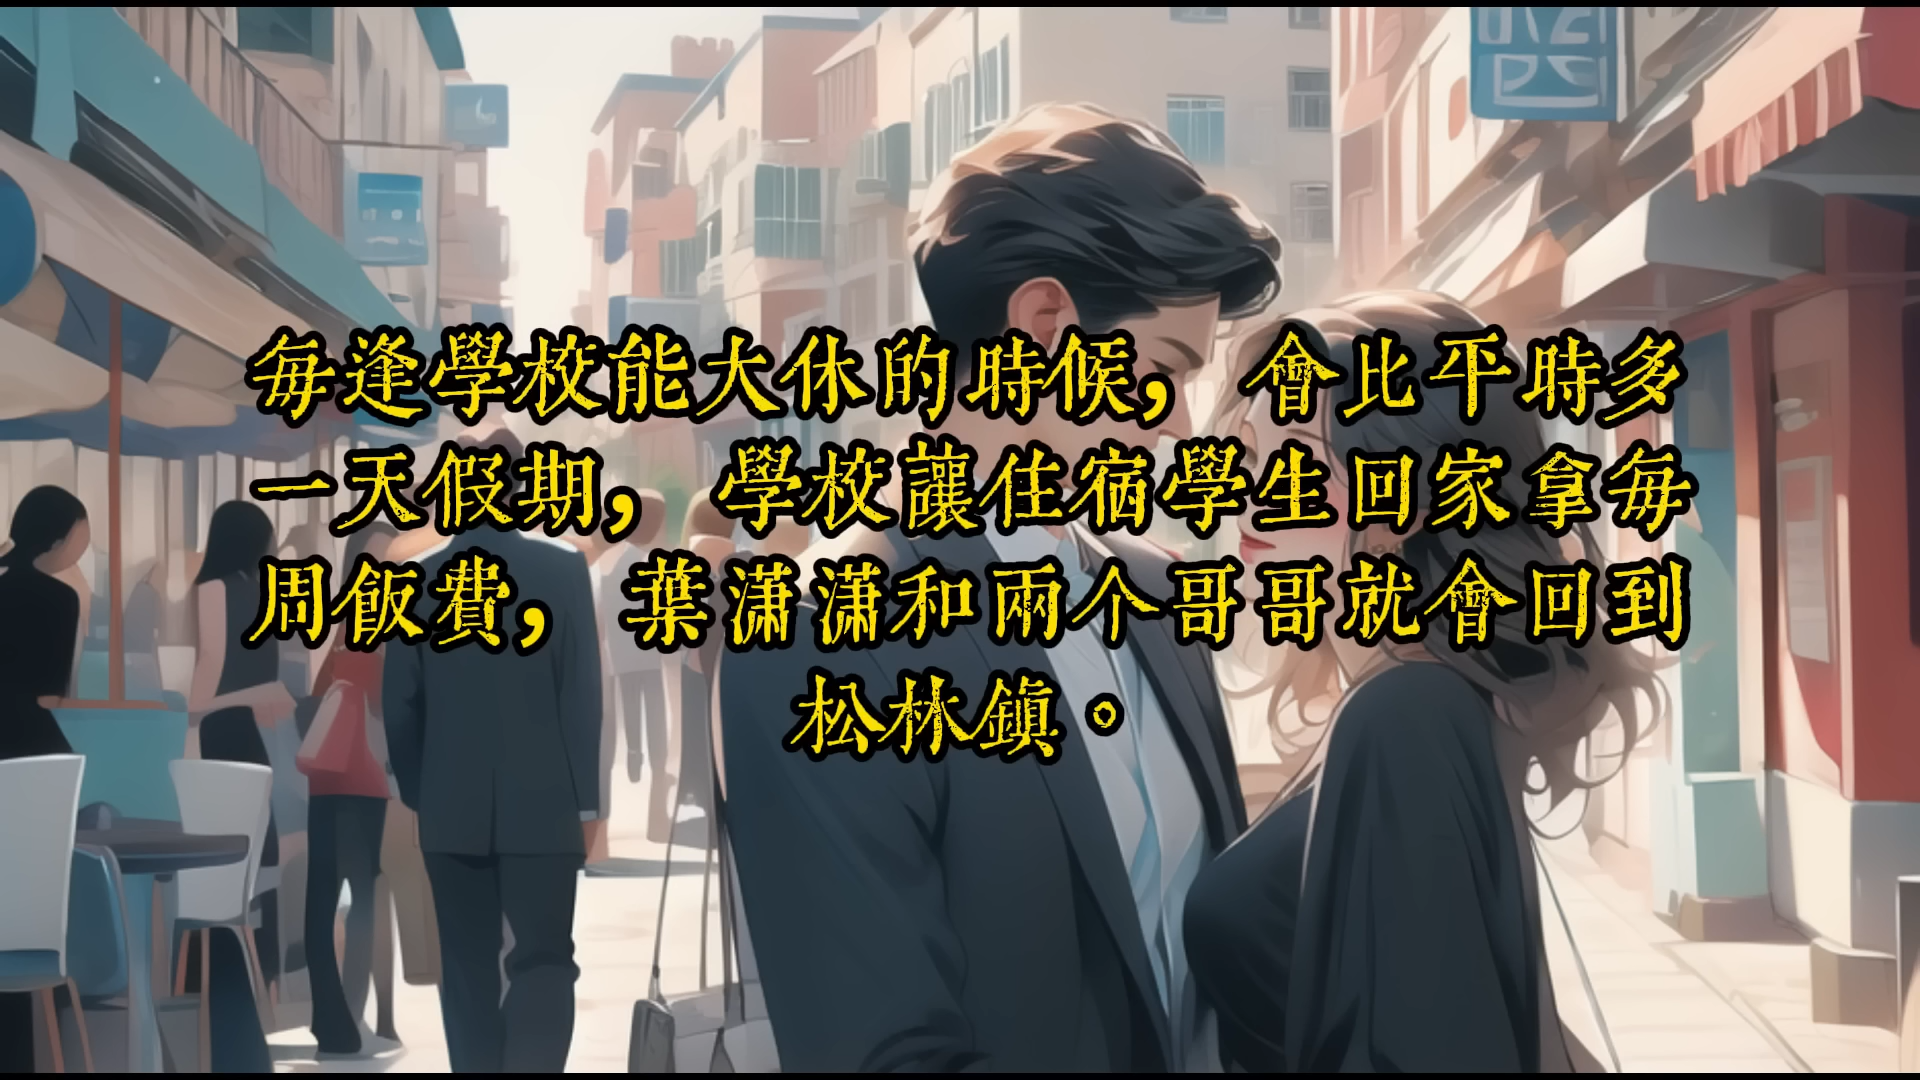 每逢學校能大休的時候，會比平時多
一天假期，學校讓住宿學生回家拿每
周飯費，葉瀟瀟和兩个哥哥就會回到
松林鎮。